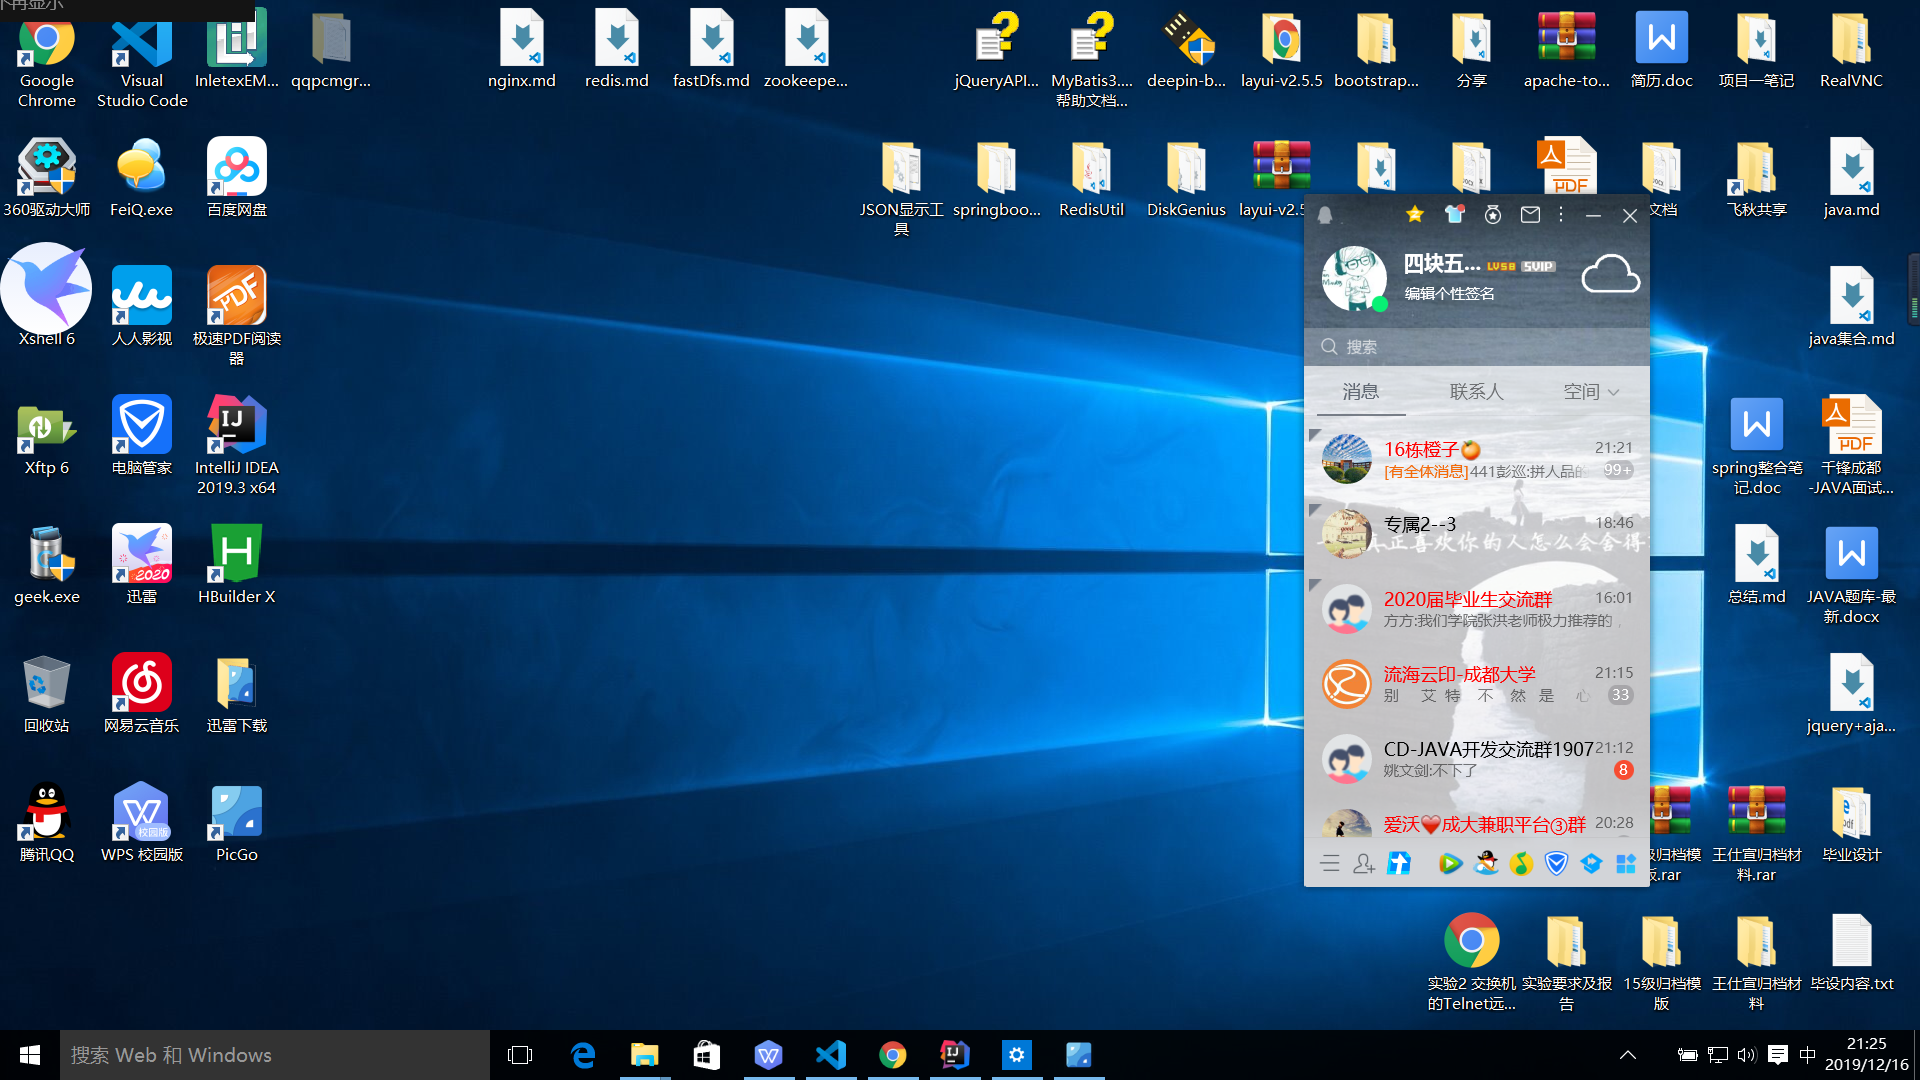 不再显示
Google
Chrome
Visual
Studio Code
InletexEM...
qqpcmgr...
nginx.md
redis.md
fastDfs.md
zookeepe...
jQueryAPI...
MyBatis3....
帮助文档...
deepin-b...
layui-v2.5.5
bootstrap...
分享
apache-to...
简历.doc
项目一笔记
RealVNC
360驱动大师
FeiQ.exe
百度网盘
JSON显示工
具
springboo...
RedisUtil
DiskGenius
layui-v2.5
文档
飞秋共享
java.md
Xshell 6
人人影视
极速PDF阅读
器
java集合.md
Xftp 6
电脑管家
IntelliJ IDEA
2019.3 x64
spring整合笔
记.doc
千锋成都
-JAVA面试...
geek.exe
迅雷
HBuilder X
总结.md
JAVA题库-最
新.docx
回收站
网易云音乐
迅雷下载
jquery+aja...
腾讯QQ
WPS 校园版
PicGo
级归档模
版.rar
王仕宣归档材
料.rar
毕业设计
实验2 交换机
的Telnet远...
实验要求及报
告
15级归档模
版
王仕宣归档材
料
毕设内容.txt
四块五... LV58 SVIP
编辑个性签名
搜索
消息
联系人
空间
16栋橙子🍊 21:21
[有全体消息]441彭巡:拼人品的 99+
专属2--3 18:46
真正喜欢你的人怎么会舍得
2020届毕业生交流群 16:01
方方:我们学院张洪老师极力推荐的，
流海云印-成都大学 21:15
别 艾特 不 然 是 心 33
CD-JAVA开发交流群1907 21:12
姚文剑:不下了 8
爱沃❤️成大兼职平台③群 20:28
搜索 Web 和 Windows
中
21:25
2019/12/16